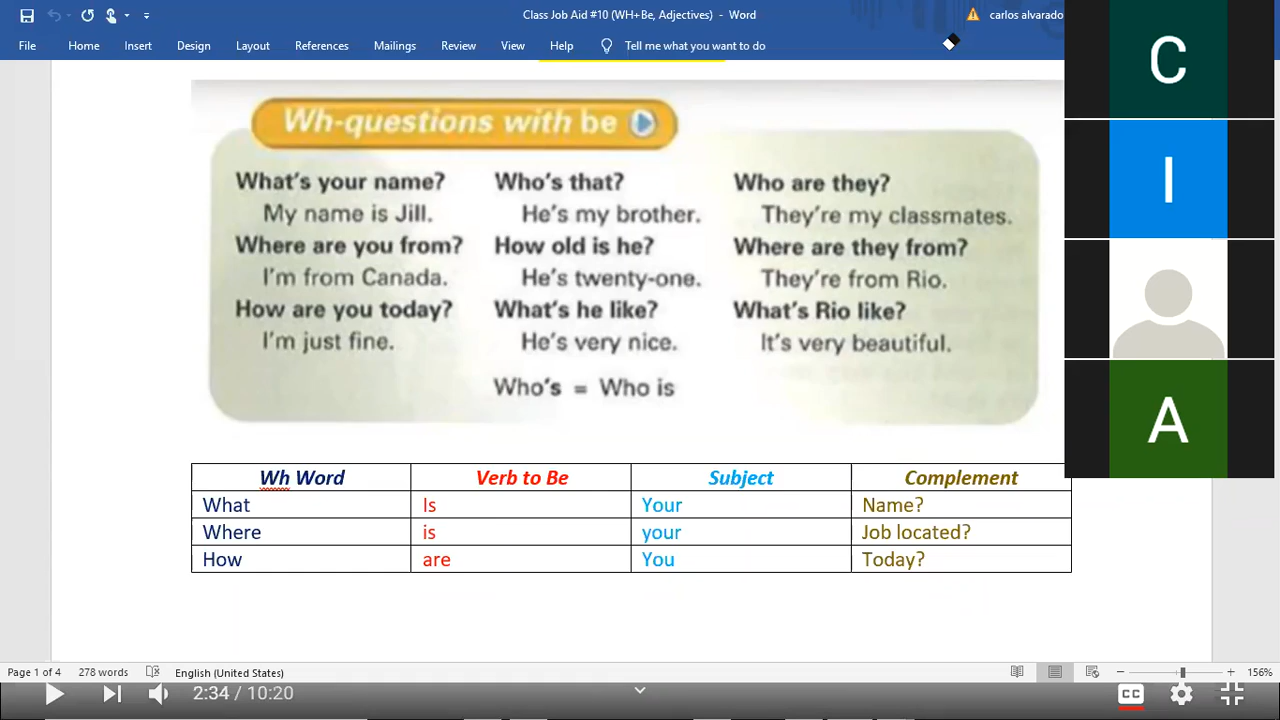 Class Job Aid #10 (WH+Be, Adjectives) - Word
carlos alvarado
File Home Insert Design Layout References Mailings Review View Help Tell me what you want to do
C
I
A
Wh-questions with be
What's your name? Who's that? Who are they?
My name is Jill. He's my brother. They're my classmates.
Where are you from? How old is he? Where are they from?
I'm from Canada. He's twenty-one. They're from Rio.
How are you today? What's he like? What's Rio like?
I'm just fine. He's very nice. It's very beautiful.
Who's = Who is
Wh Word Verb to Be Subject Complement
What Is Your Name?
Where is your Job located?
How are You Today?
Page 1 of 4 278 words English (United States) 156%
2:34 / 10:20 CC